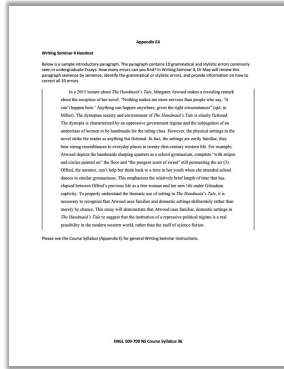 Appendix E4
Writing Seminar 4 Handout
Below is a sample introductory paragraph. The paragraph contains 10 grammatical and stylistic errors commonly
seen in undergraduate Essays. How many errors can you find? In Writing Seminar 4, Dr May will review this
paragraph sentence by sentence, identify the grammatical or stylistic errors, and provide information on how to
correct all 10 errors.
In a 2015 lecture about The Handmaid's Tale, Margaret Atwood makes a revealing remark
about the reception of her novel. "Nothing makes me more nervous than people who say, 'It
can't happen here.' Anything can happen anywhere, given the right circumstances" (qtd. in
Miller). The dystopian society and environment of The Handmaid's Tale is clearly fictional.
The dystopia is characterized by an oppressive government regime and the subjugation of an
underclass of women to be handmaids for the ruling class. However, the physical settings in the
novel strike the reader as anything but fictional. In fact, the settings are eerily familiar, they
bear strong resemblances to everyday places in twenty-first-century western life. For example,
Atwood depicts the handmaids sleeping quarters as a school gymnasium, complete "with stripes
and circles painted on" the floor and "the pungent scent of sweat" still permeating the air (3).
Offred, the narrator, can't help but think back to a time in her youth when she attended school
dances in similar gymnasiums. This emphasizes the relatively brief length of time that has
elapsed between Offred's previous life as a free woman and her new life under Gileadean
captivity. To properly understand the thematic use of setting in The Handmaid's Tale, it is
necessary to recognize that Atwood uses familiar and domestic settings deliberately rather than
merely by chance. This essay will demonstrate that Atwood uses familiar, domestic settings in
The Handmaid's Tale to suggest that the institution of a repressive political regime is a real
possibility in the modern western world, rather than the stuff of science fiction.
Please see the Course Syllabus (Appendix E) for general Writing Seminar instructions.
ENGL 100-700 NS Course Syllabus 36